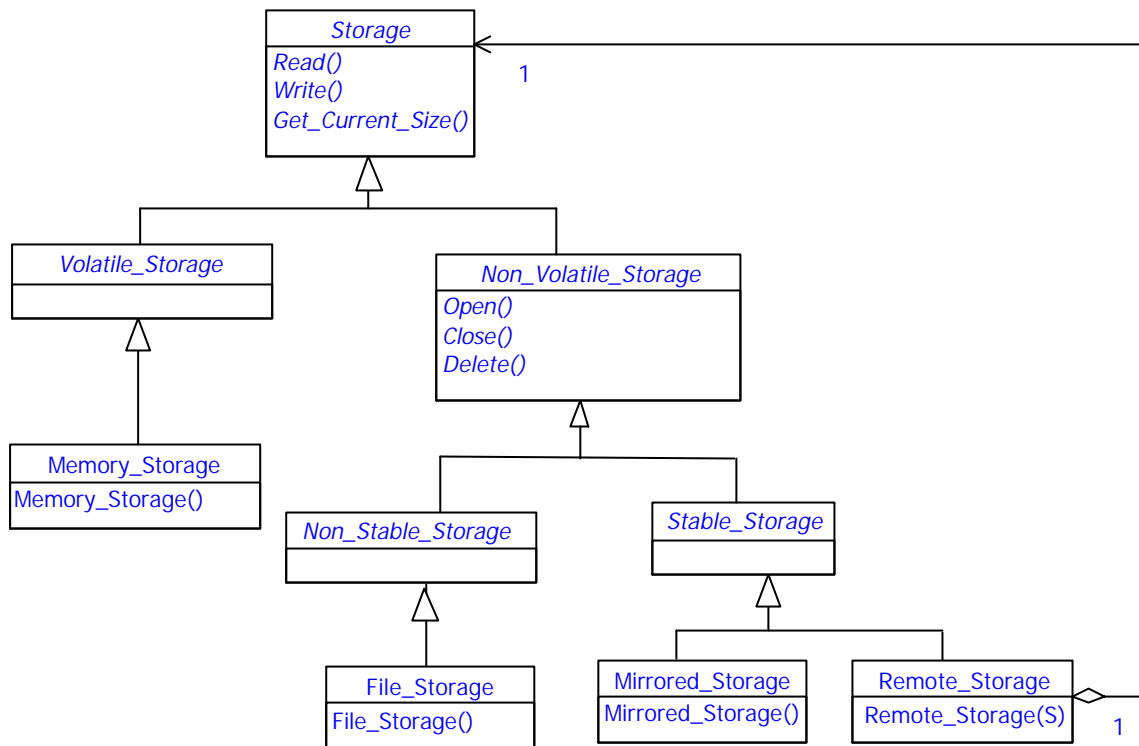 Storage
Read()
Write()
Get_Current_Size()
1
Volatile_Storage
Non_Volatile_Storage
Open()
Close()
Delete()
Memory_Storage
Memory_Storage()
Non_Stable_Storage
Stable_Storage
File_Storage
File_Storage()
Mirrored_Storage
Mirrored_Storage()
Remote_Storage
Remote_Storage(S)
1